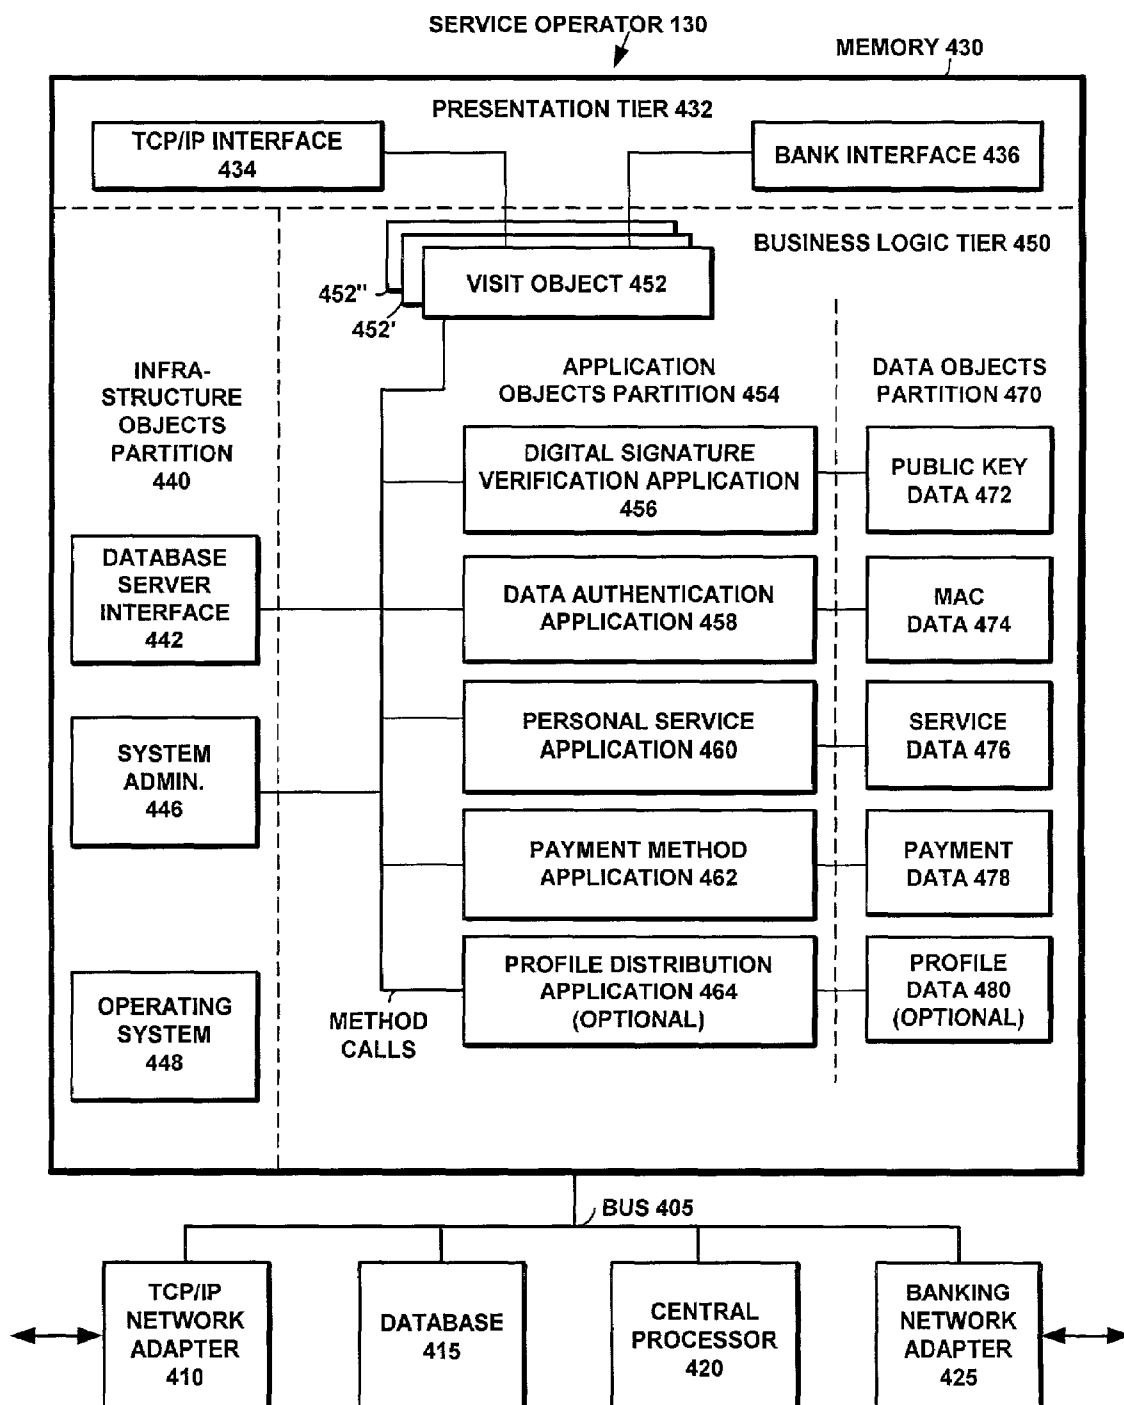 SERVICE OPERATOR 130
MEMORY 430
PRESENTATION TIER 432
TCP/IP INTERFACE
434
BANK INTERFACE 436
BUSINESS LOGIC TIER 450
VISIT OBJECT 452
452"
452'
INFRA-
STRUCTURE
OBJECTS
PARTITION
440
APPLICATION
OBJECTS PARTITION 454
DATA OBJECTS
PARTITION 470
DIGITAL SIGNATURE
VERIFICATION APPLICATION
456
PUBLIC KEY
DATA 472
DATABASE
SERVER
INTERFACE
442
DATA AUTHENTICATION
APPLICATION 458
MAC
DATA 474
PERSONAL SERVICE
APPLICATION 460
SERVICE
DATA 476
SYSTEM
ADMIN.
446
PAYMENT METHOD
APPLICATION 462
PAYMENT
DATA 478
PROFILE DISTRIBUTION
APPLICATION 464
(OPTIONAL)
PROFILE
DATA 480
(OPTIONAL)
OPERATING
SYSTEM
448
METHOD
CALLS
BUS 405
TCP/IP
NETWORK
ADAPTER
410
DATABASE
415
CENTRAL
PROCESSOR
420
BANKING
NETWORK
ADAPTER
425